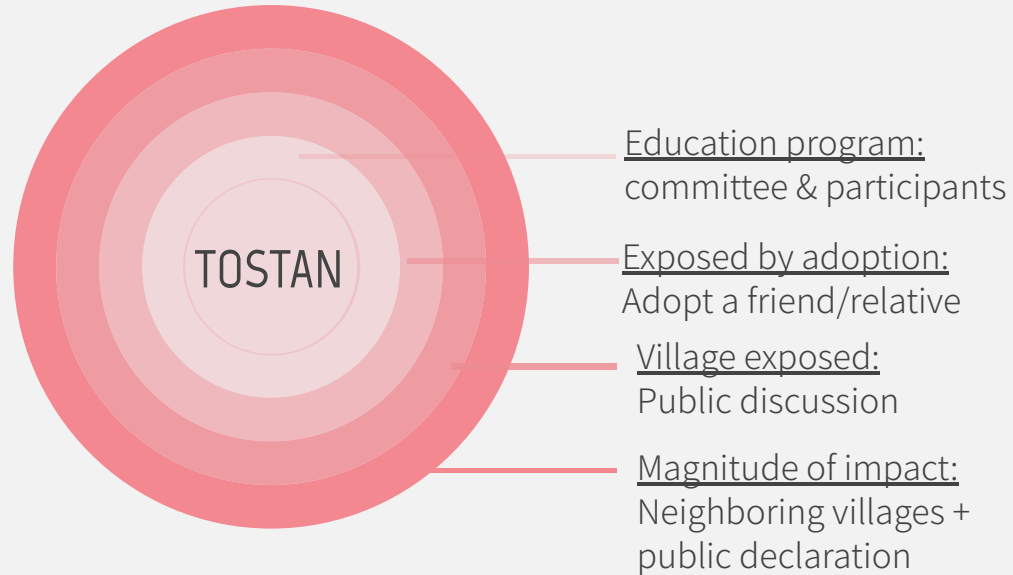 TOSTAN
Education program:
committee & participants
Exposed by adoption:
Adopt a friend/relative
Village exposed:
Public discussion
Magnitude of impact:
Neighboring villages +
public declaration